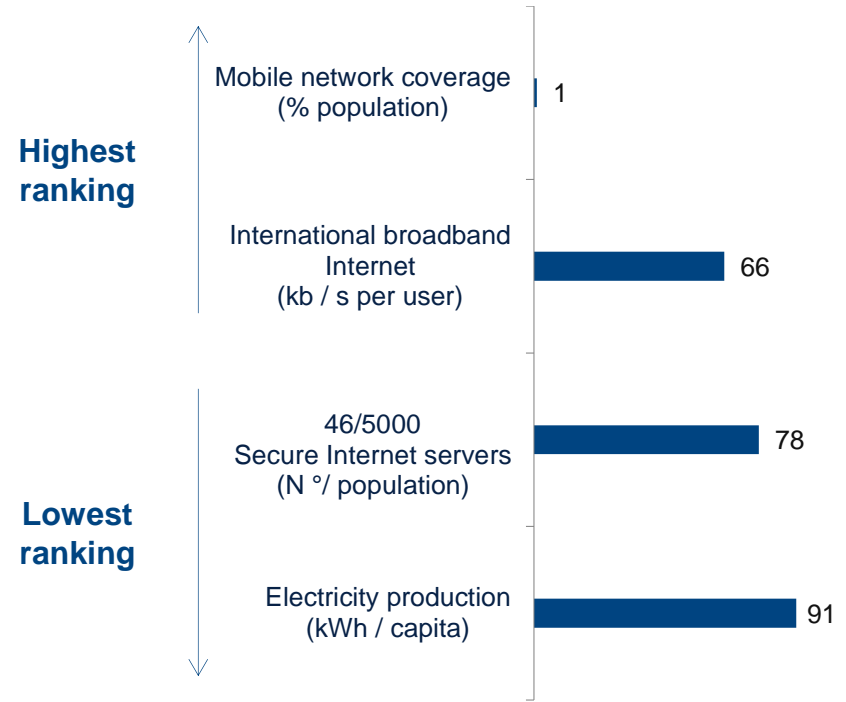 Highest
ranking
Mobile network coverage
(% population)
1
International broadband
Internet
(kb / s per user)
66
Lowest
ranking
46/5000
Secure Internet servers
(N °/ population)
78
Electricity production
(kWh / capita)
91